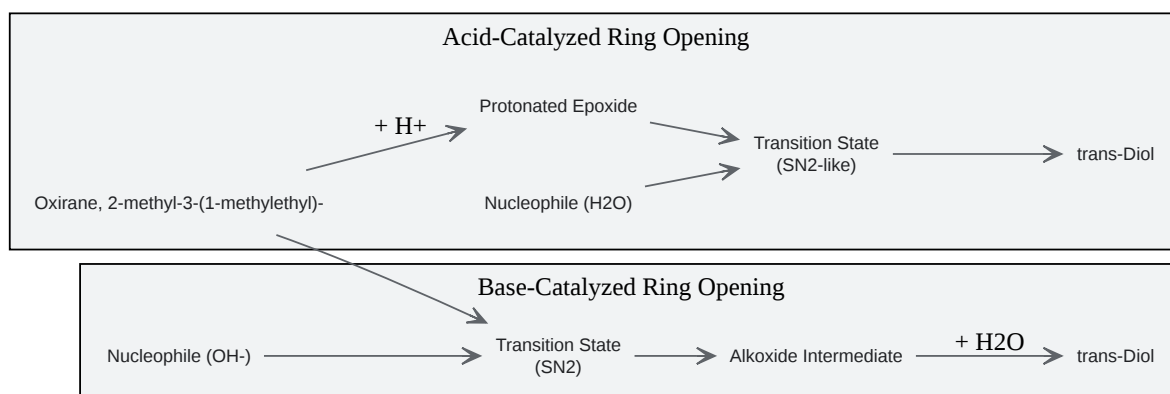 Acid-Catalyzed Ring Opening
Protonated Epoxide
+ H+
Transition State
(SN2-like)
trans-Diol
Oxirane, 2-methyl-3-(1-methylethyl)-
Nucleophile (H2O)
Base-Catalyzed Ring Opening
Nucleophile (OH-)
Transition State
(SN2)
Alkoxide Intermediate
+ H2O
trans-Diol